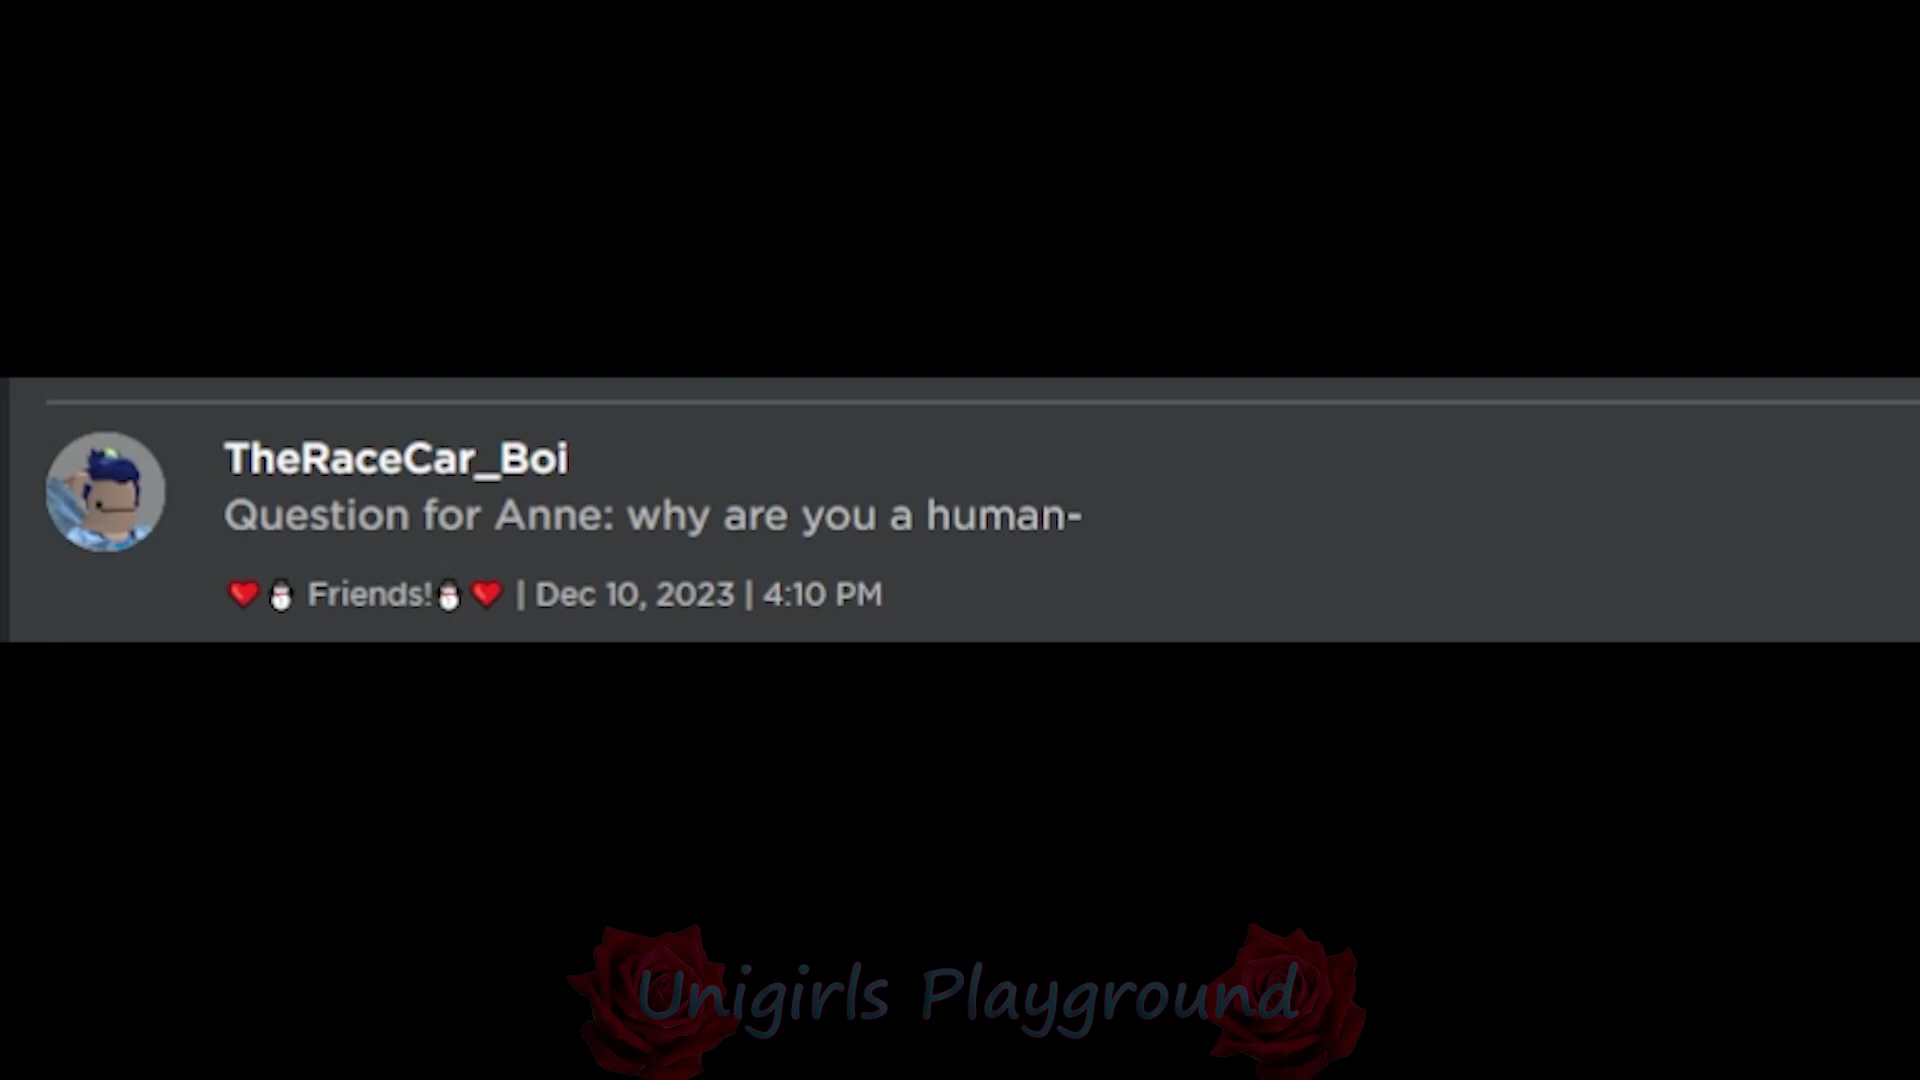 TheRaceCar_Boi
Question for Anne: why are you a human-
❤️⛄ Friends!⛄❤️ | Dec 10, 2023 | 4:10 PM
Unigirls Playground